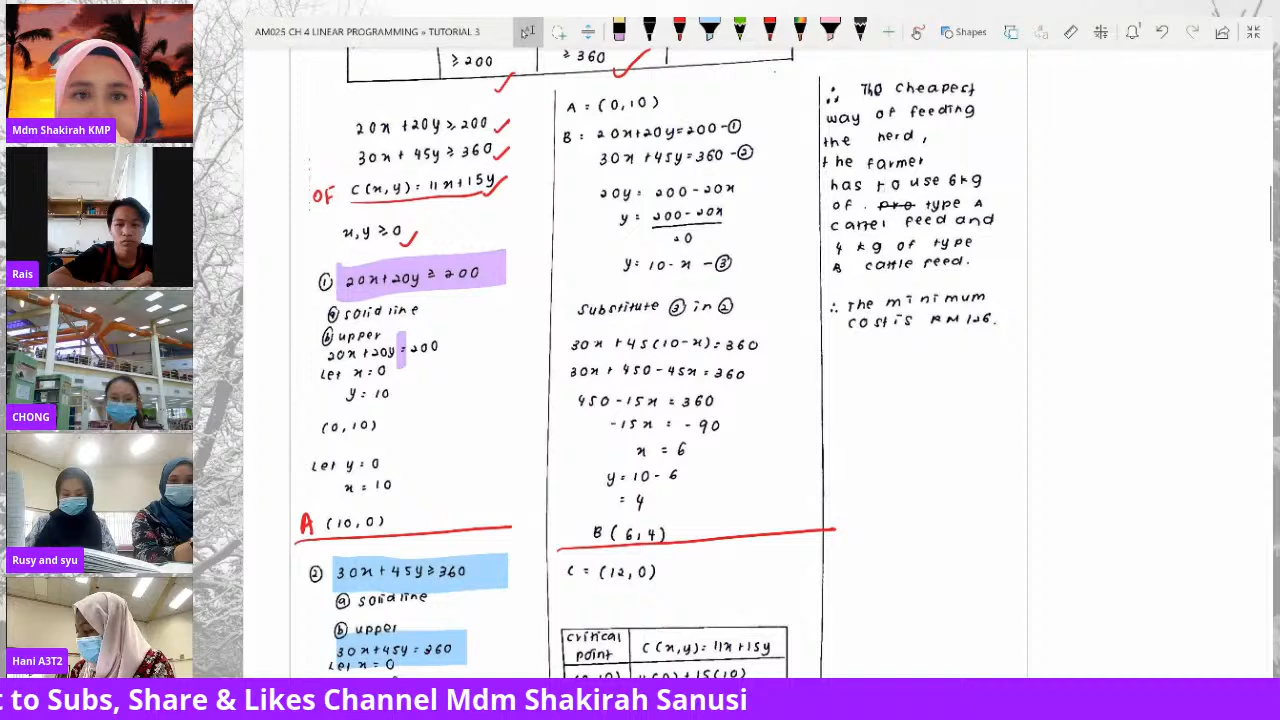 AM025 CH 4 LINEAR PROGRAMMING » TUTORIAL 3
Shapes
≥ 200
≥ 360
20x + 20y ≥ 200
30x + 45y ≥ 360
OF C(x,y) = 11x + 15y
x, y ≥ 0
① 20x + 20y ≥ 200
ⓐ solid line
ⓑ upper
20x + 20y = 200
Let x = 0
y = 10
(0, 10)
Let y = 0
x = 10
A (10, 0)
② 30x + 45y ≥ 360
ⓐ solid line
ⓑ upper
30x + 45y = 360
Let x = 0
A = (0, 10)
B = 20x + 20y = 200 - ①
30x + 45y = 360 - ②
20y = 200 - 20x
y = 200 - 20x
20
y = 10 - x - ③
Substitute ③ in ②
30x + 45(10 - x) = 360
30x + 450 - 45x = 360
450 - 15x = 360
-15x = -90
x = 6
y = 10 - 6
= 4
B (6, 4)
C = (12, 0)
critical point
C(x,y) = 11x + 15y
11(0) + 15(10)
∴ The cheapest
way of feeding
the herd,
the farmer
has to use 6kg
of type A
cattel feed and
4 kg of type
B cattle feed.
∴ The minimum
cost is RM 126.
Mdm Shakirah KMP
Rais
CHONG
Rusy and syu
Hani A3T2
t to Subs, Share & Likes Channel Mdm Shakirah Sanusi